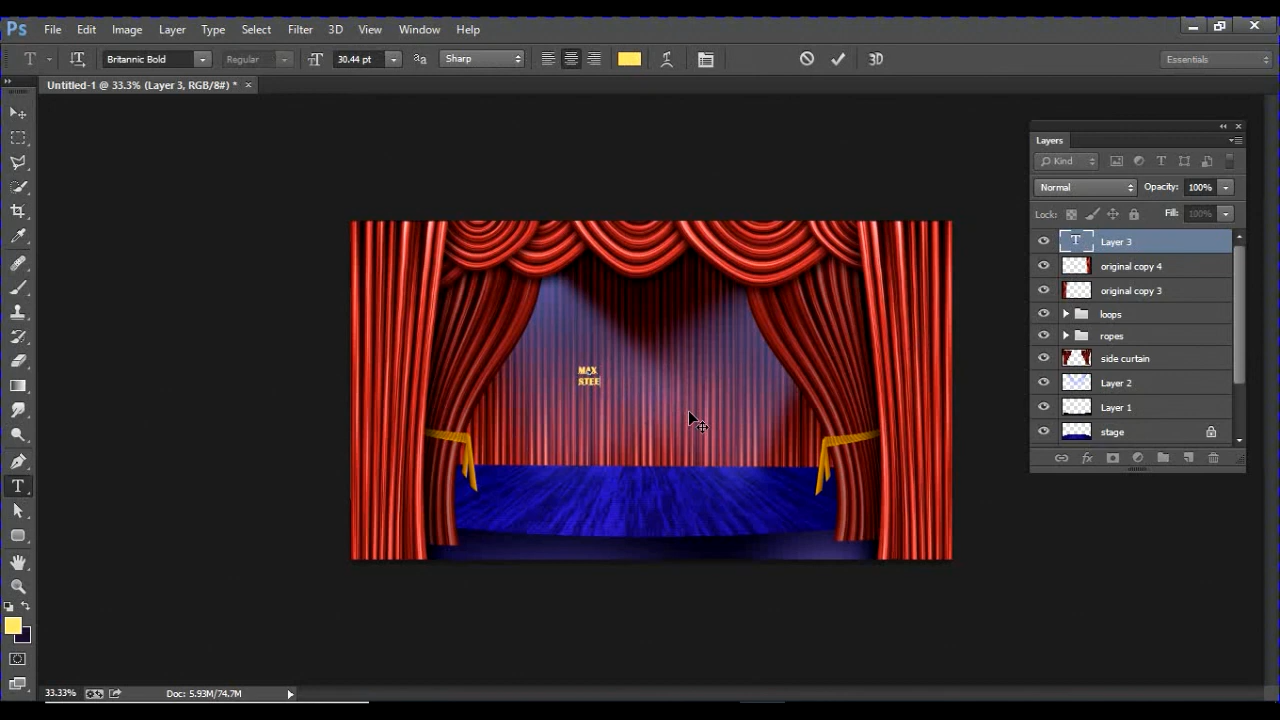 Ps File Edit Image Layer Type Select Filter 3D View Window Help
T Britannic Bold Regular 30.44 pt aa Sharp 3D Essentials
Untitled-1 @ 33.3% (Layer 3, RGB/8#) * ×
Layers
Kind
Normal Opacity: 100%
Lock: Fill: 100%
T Layer 3
original copy 4
original copy 3
loops
ropes
side curtain
Layer 2
Layer 1
stage
fx
MAX
STEE
T
33.33% Doc: 5.93M/74.7M